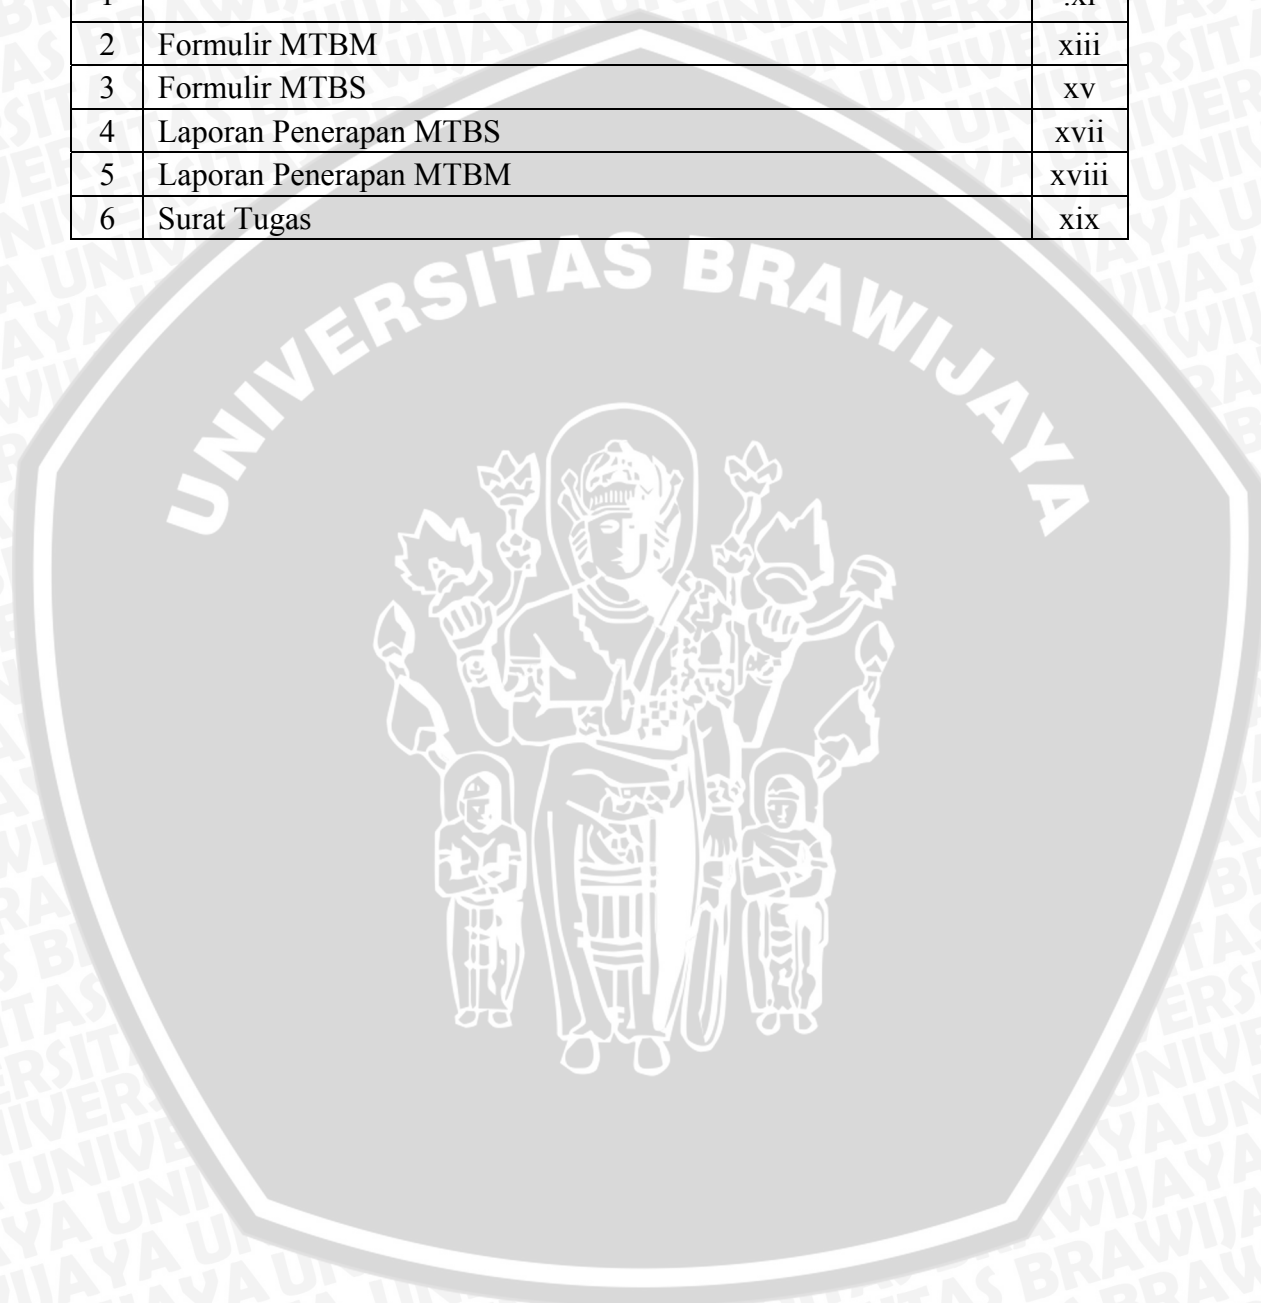 2 Formulir MTBM xiii
3 Formulir MTBS xv
4 Laporan Penerapan MTBS xvii
5 Laporan Penerapan MTBM xviii
6 Surat Tugas xix
UNIVERSITAS BRAWIJAYA